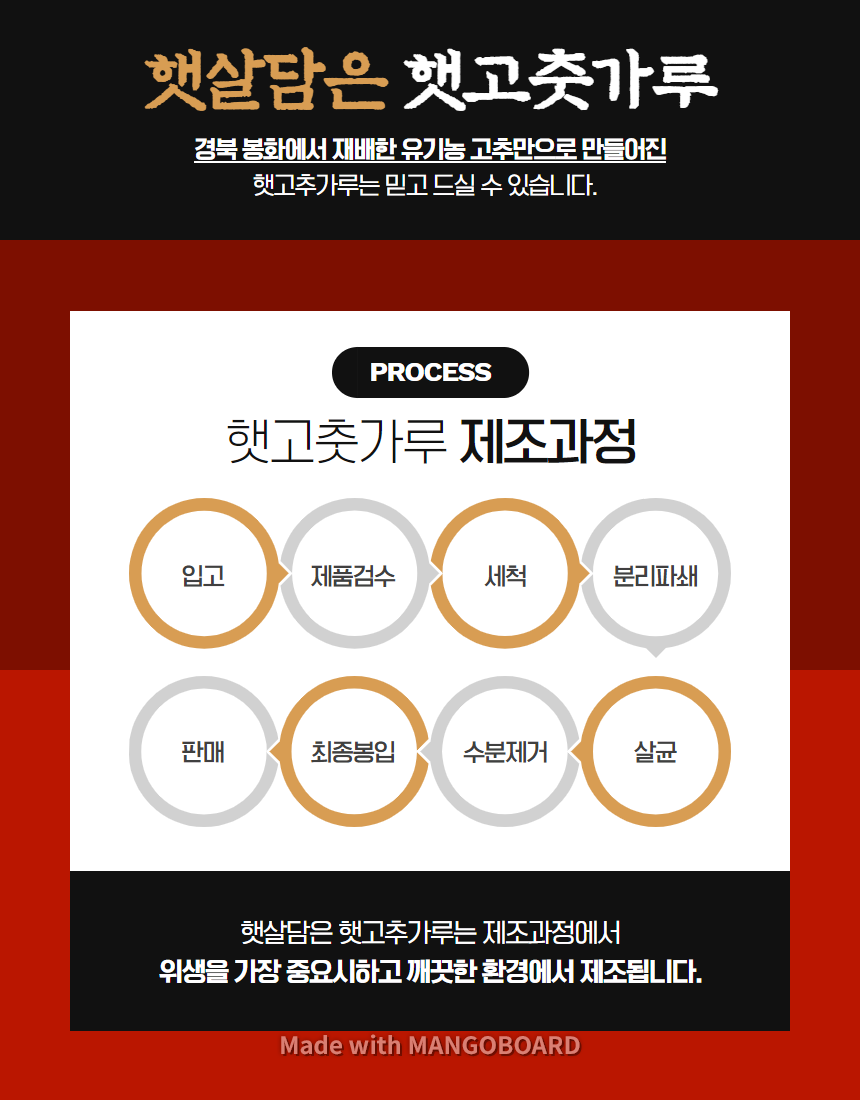 햇살담은 햇고춧가루
경북 봉화에서 재배한 유기농 고추만으로 만들어진
햇고추가루는 믿고 드실 수 있습니다.
PROCESS
햇고춧가루 제조과정
입고
제품검수
세척
분리파쇄
살균
수분제거
최종봉입
판매
햇살담은 햇고추가루는 제조과정에서
위생을 가장 중요시하고 깨끗한 환경에서 제조됩니다.
Made with MANGOBOARD